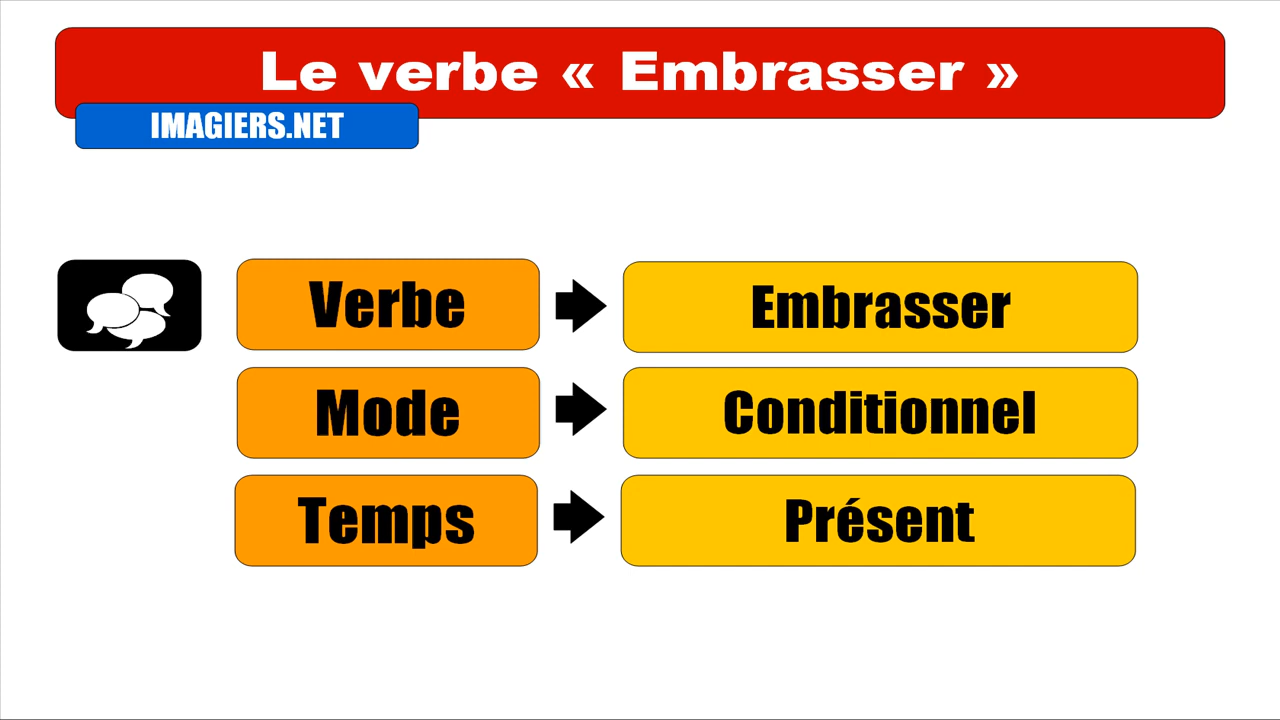 Le verbe « Embrasser »
IMAGIERS.NET
Verbe Embrasser
Mode Conditionnel
Temps Présent